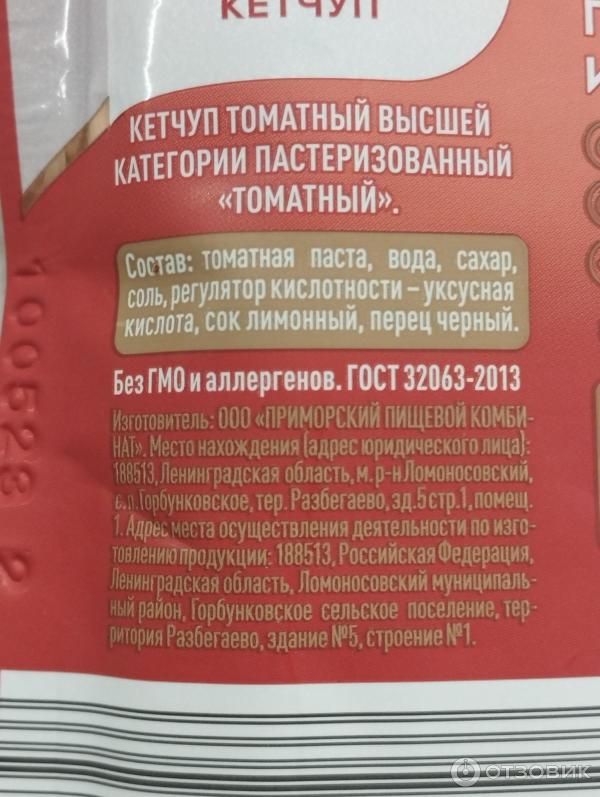 КЕТЧУП
КЕТЧУП ТОМАТНЫЙ ВЫСШЕЙ
КАТЕГОРИИ ПАСТЕРИЗОВАННЫЙ
«ТОМАТНЫЙ».
Состав: томатная паста, вода, сахар,
соль, регулятор кислотности – уксусная
кислота, сок лимонный, перец черный.
Без ГМО и аллергенов. ГОСТ 32063-2013
Изготовитель: ООО «ПРИМОРСКИЙ ПИЩЕВОЙ КОМБИ-
НАТ». Место нахождения (адрес юридического лица):
188513, Ленинградская область, м. р-н Ломоносовский,
с.п. Горбунковское, тер. Разбегаево, зд. 5 стр. 1, помещ.
1. Адрес места осуществления деятельности по изго-
товлению продукции: 188513, Российская Федерация,
Ленинградская область, Ломоносовский муниципаль-
ный район, Горбунковское сельское поселение, тер-
ритория Разбегаево, здание №5, строение №1.
100528 2
ОТЗОВИК